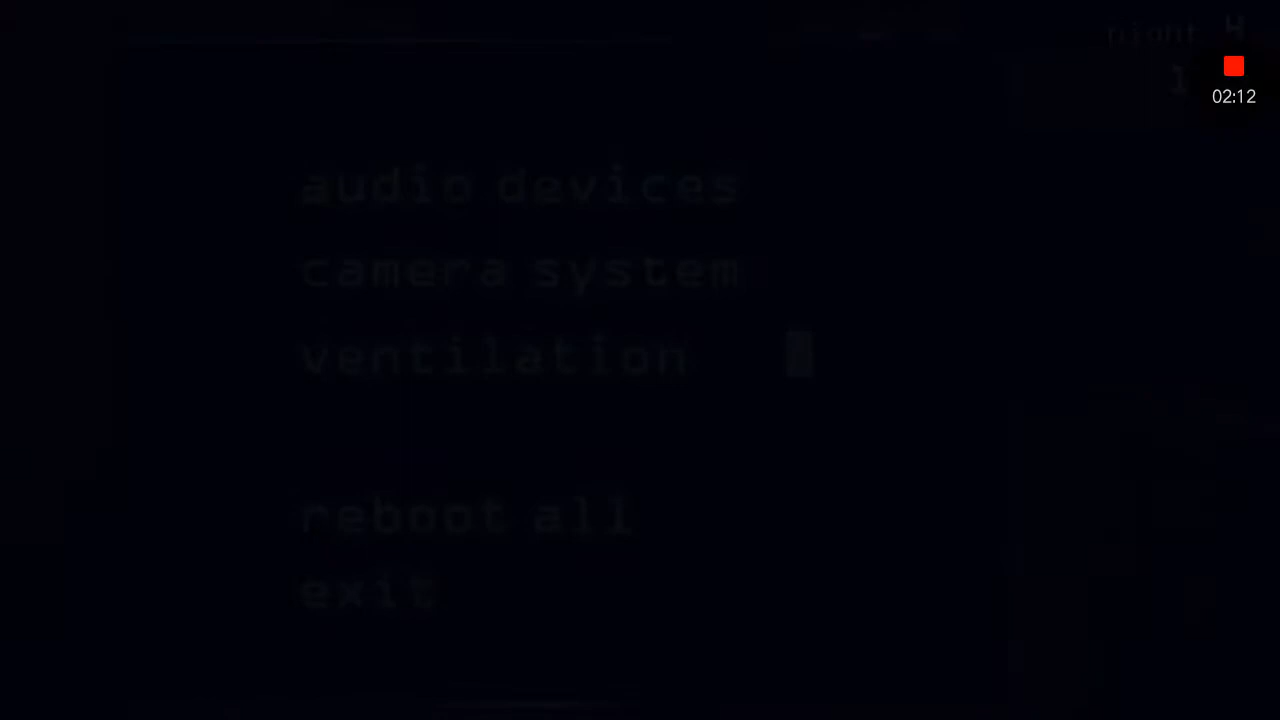 night 4
1
02:12
audio devices
camera system
ventilation
reboot all
exit